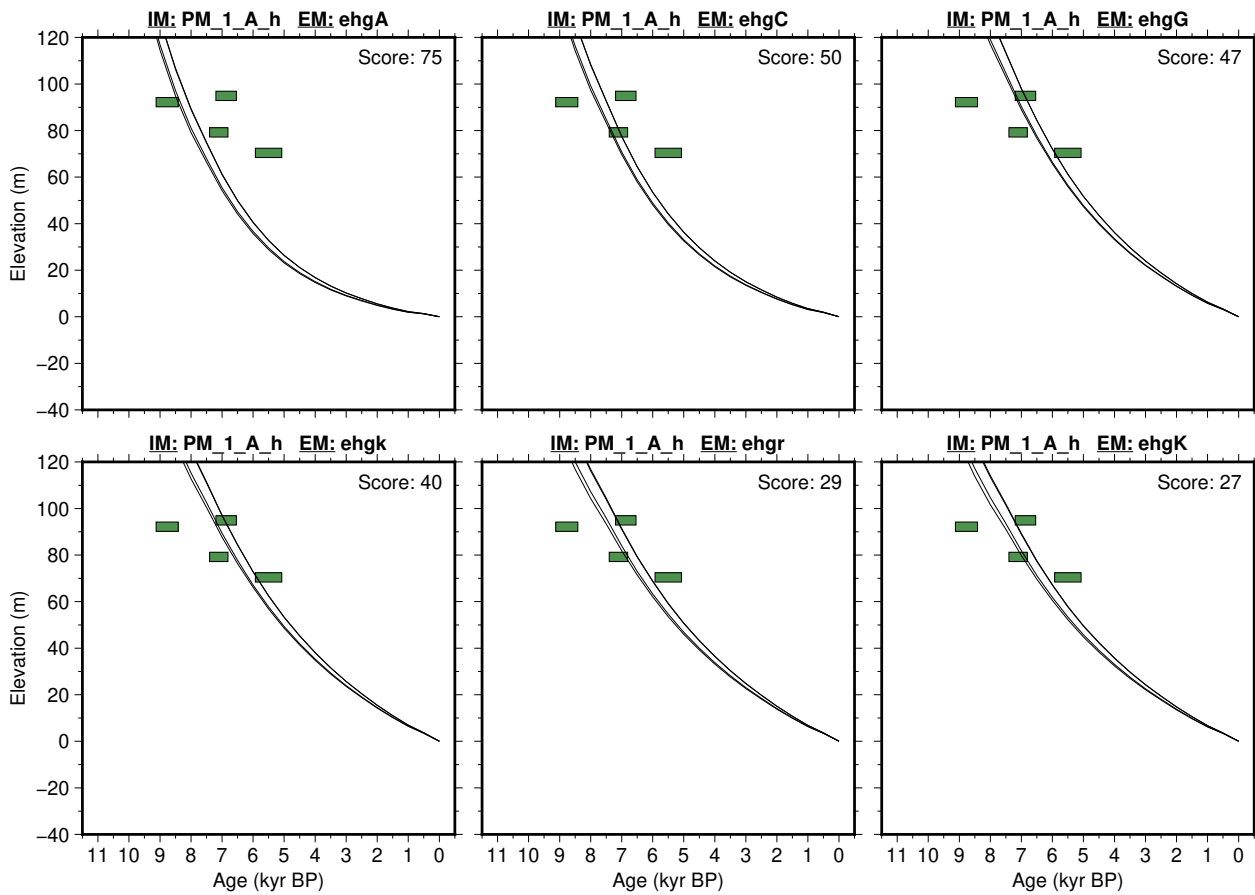 IM: PM_1_A_h EM: ehgA
IM: PM_1_A_h EM: ehgC
IM: PM_1_A_h EM: ehgG
Score: 75
Score: 50
Score: 47
120
100
80
60
40
20
0
−20
−40
Elevation (m)
IM: PM_1_A_h EM: ehgk
IM: PM_1_A_h EM: ehgr
IM: PM_1_A_h EM: ehgK
Score: 40
Score: 29
Score: 27
120
100
80
60
40
20
0
−20
−40
Elevation (m)
11 10 9 8 7 6 5 4 3 2 1 0
11 10 9 8 7 6 5 4 3 2 1 0
11 10 9 8 7 6 5 4 3 2 1 0
Age (kyr BP)
Age (kyr BP)
Age (kyr BP)